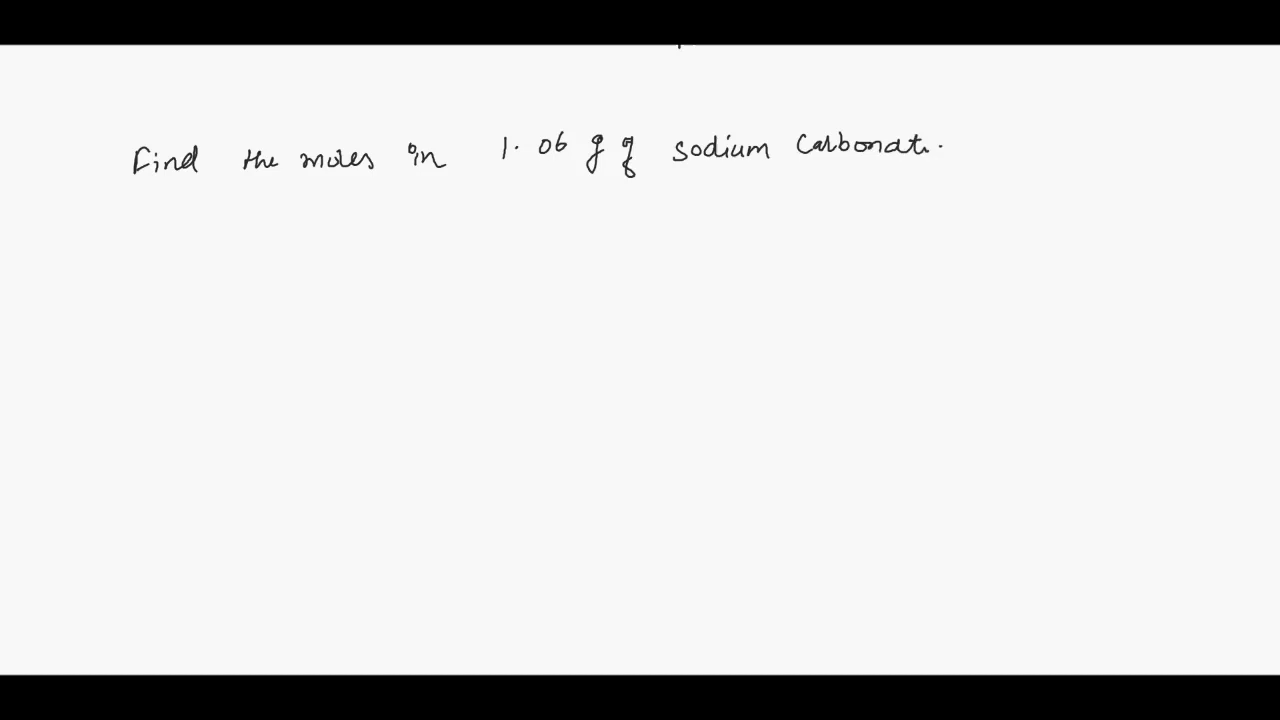 Find the moles in 1.06 g of sodium Carbonate.